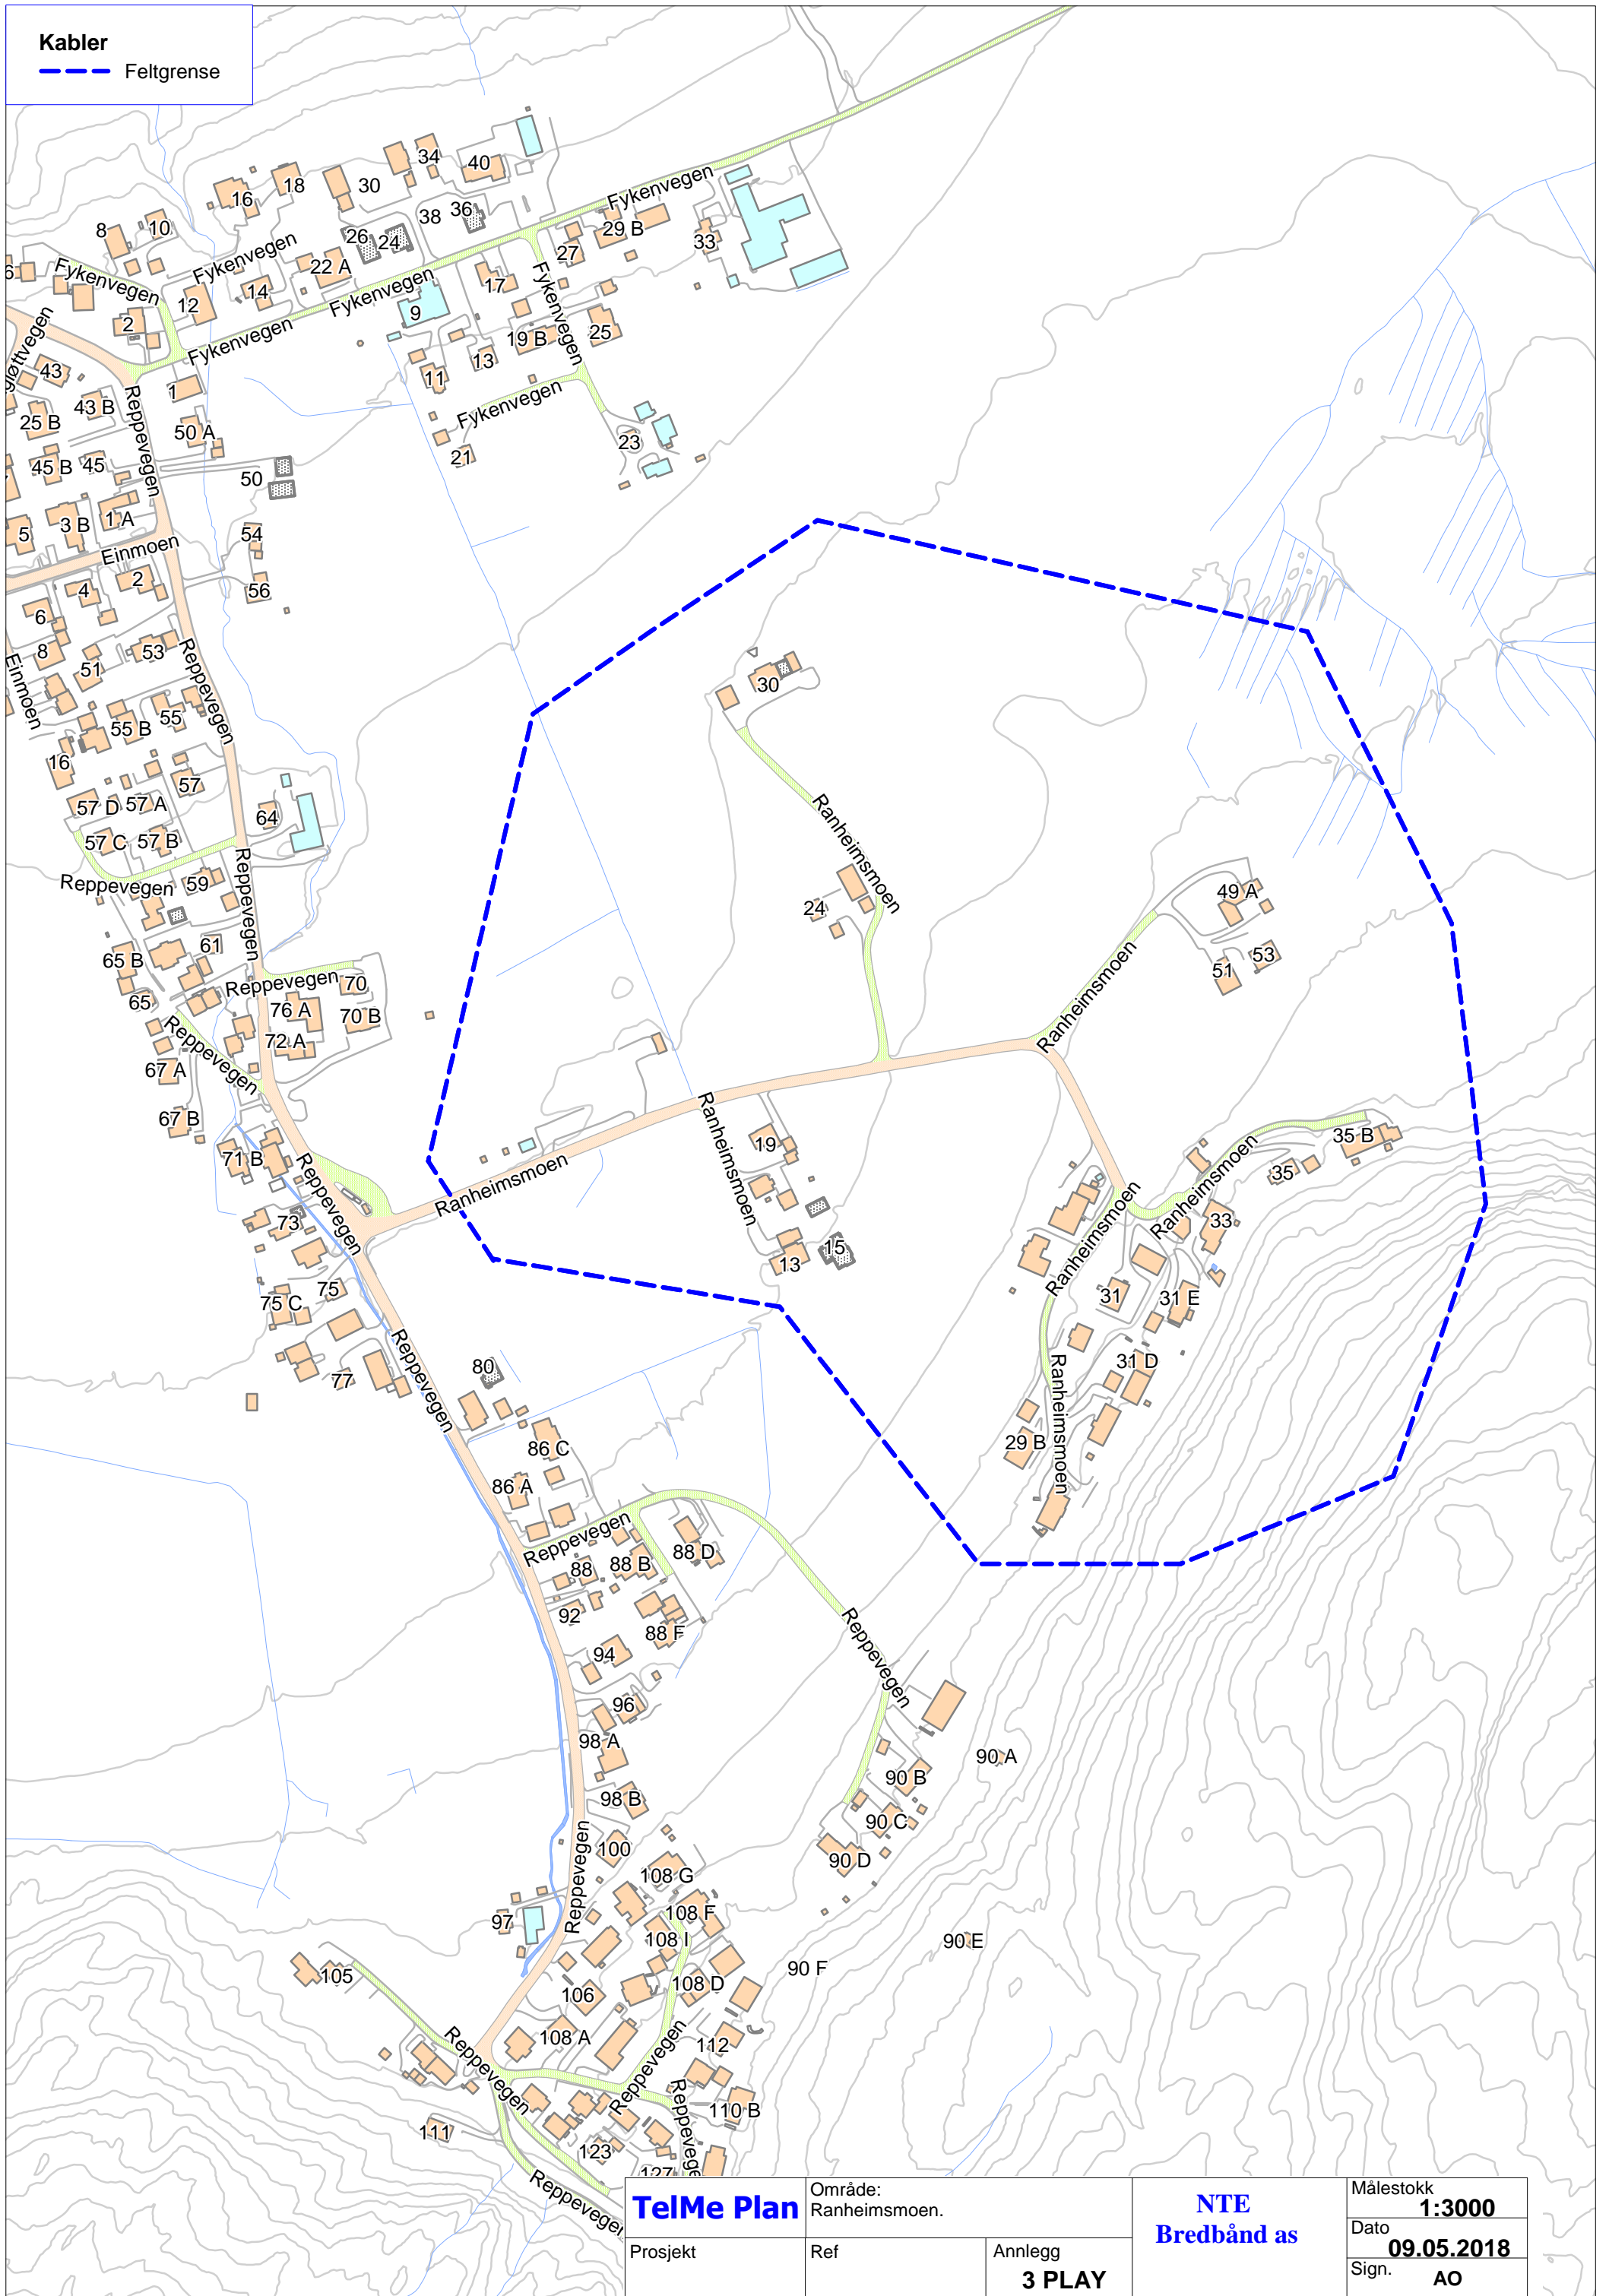 Kabler
Feltgrense
34
40
18
30
16
Fykenvegen
38
36
8
10
29 B
26
24
33
Fykenvegen
27
22 A
6
Fykenvegen
17
Fykenvegen
14
Fykenvegen
12
9
2
Fykenvegen
19 B
25
13
43
11
1
Fykenvegen
43 B
Reppevegen
25 B
50 A
23
21
45 B
45
50
1 A
3 B
5
54
Einmoen
2
4
56
6
8
53
51
Reppevegen
Einmoen
30
55
55 B
16
57
57 D
57 A
64
Ranheimsmoen
57 C
57 B
Reppevegen
59
Reppevegen
49 A
24
61
65 B
53
51
Reppevegen
70
65
76 A
70 B
Ranheimsmoen
72 A
Reppevegen
67 A
67 B
Ranheimsmoen
19
35 B
71 B
Ranheimsmoen
35
Reppevegen
Ranheimsmoen
73
33
Ranheimsmoen
15
13
75
31
31 E
75 C
80
31 D
77
Reppevegen
Ranheimsmoen
29 B
86 C
86 A
Reppevegen
88 D
88
88 B
92
88 F
94
Reppevegen
96
98 A
90 A
90 B
98 B
90 C
100
90 D
Reppevegen
108 G
108 F
97
108 I
90 E
90 F
105
108 D
106
108 A
112
Reppevegen
Reppevegen
110 B
111
123
127
Reppevegen
TelMe Plan
Område:
Ranheimsmoen.
NTE
Bredbånd as
Målestokk
1:3000
Dato
09.05.2018
Prosjekt
Ref
Annlegg
3 PLAY
Sign.
AO